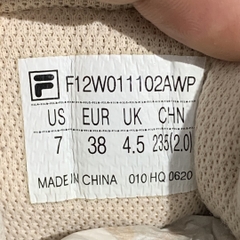 F F12W011102AWP
US EUR UK CHN
7 38 4.5 235(2.0)
MADE IN CHINA 010 HQ 0620